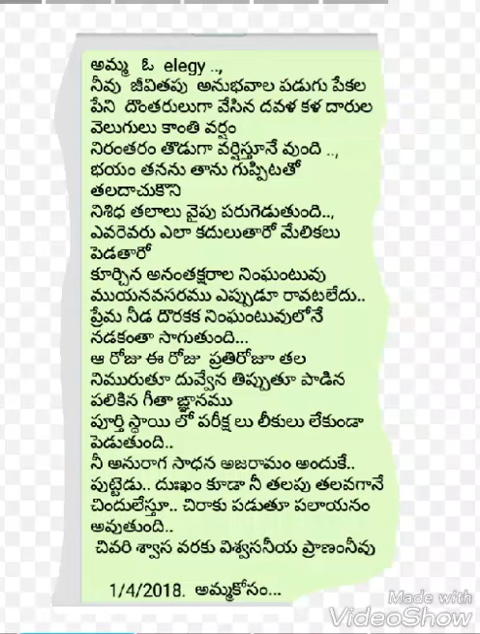 అమ్మ ఓ elegy ..,
నీవు జీవితపు అనుభవాల పడుగు పేకల
పేని దొంతరులుగా వేసిన దవళ కళ దారుల
వెలుగులు కాంతి వర్షం
నిరంతరం తొడుగా వర్షిస్తూనే వుంది ..,
భయం తనను తాను గుప్పిటతో
తలదాచుకొని
నిశిధ తలాలు వైపు పరుగెడుతుంది..,
ఎవరెవరు ఎలా కదులుతారో మేలికలు
పెడతారో
కూర్చిన అనంతక్షరాల నింఘంటువు
ముయనవసరము ఎప్పుడూ రావటలేదు..
ప్రేమ నీడ దొరకక నింఘంటువులోనే
నడకంతా సాగుతుంది...
ఆ రోజు ఈ రోజు ప్రతిరోజూ తల
నిమురుతూ దువ్వేన తిప్పుతూ పాడిన
పలికిన గీతా జ్ఞానము
పూర్తి స్థాయి లో పరీక్ష లు లీకులు లేకుండా
పెడుతుంది..
నీ అనురాగ సాధన అజరామం అందుకే..
పుట్టెడు.. దుఃఖం కూడా నీ తలపు తలవగానే
చిందులేస్తూ.. చిరాకు పడుతూ పలాయనం
అవుతుంది..
చివరి శ్వాస వరకు విశ్వసనీయ ప్రాణంనీవు
1/4/2018. అమ్మకోసం...
Made with
VideoShow